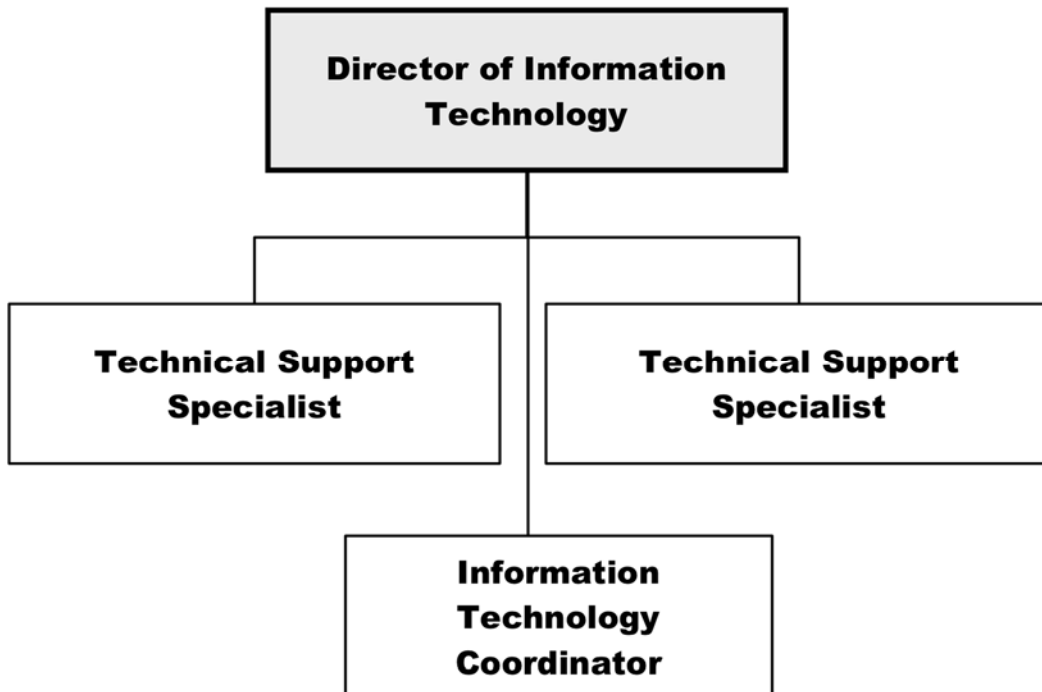 Director of Information
Technology
Technical Support
Specialist
Technical Support
Specialist
Information
Technology
Coordinator